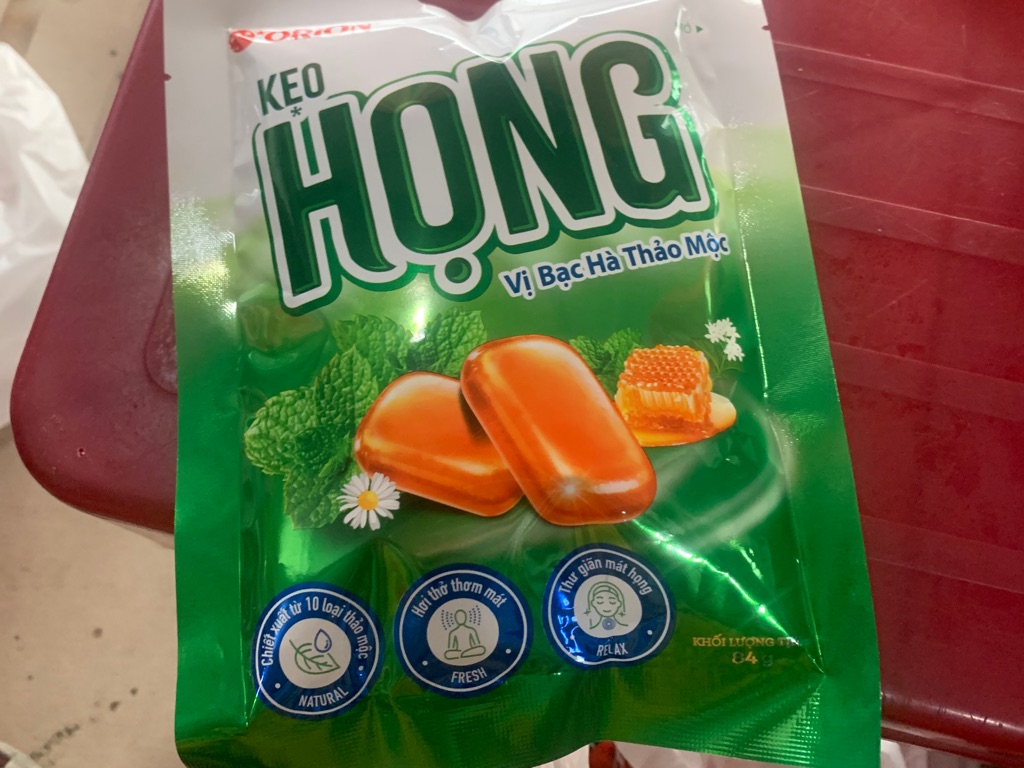 ORION
KẸO
HỌNG
Vị Bạc Hà Thảo Mộc
Chiết xuất từ 10 loại thảo mộc
NATURAL
Hơi thở thơm mát
FRESH
Thư giãn mát họng
RELAX
KHỐI LƯỢNG
84 g